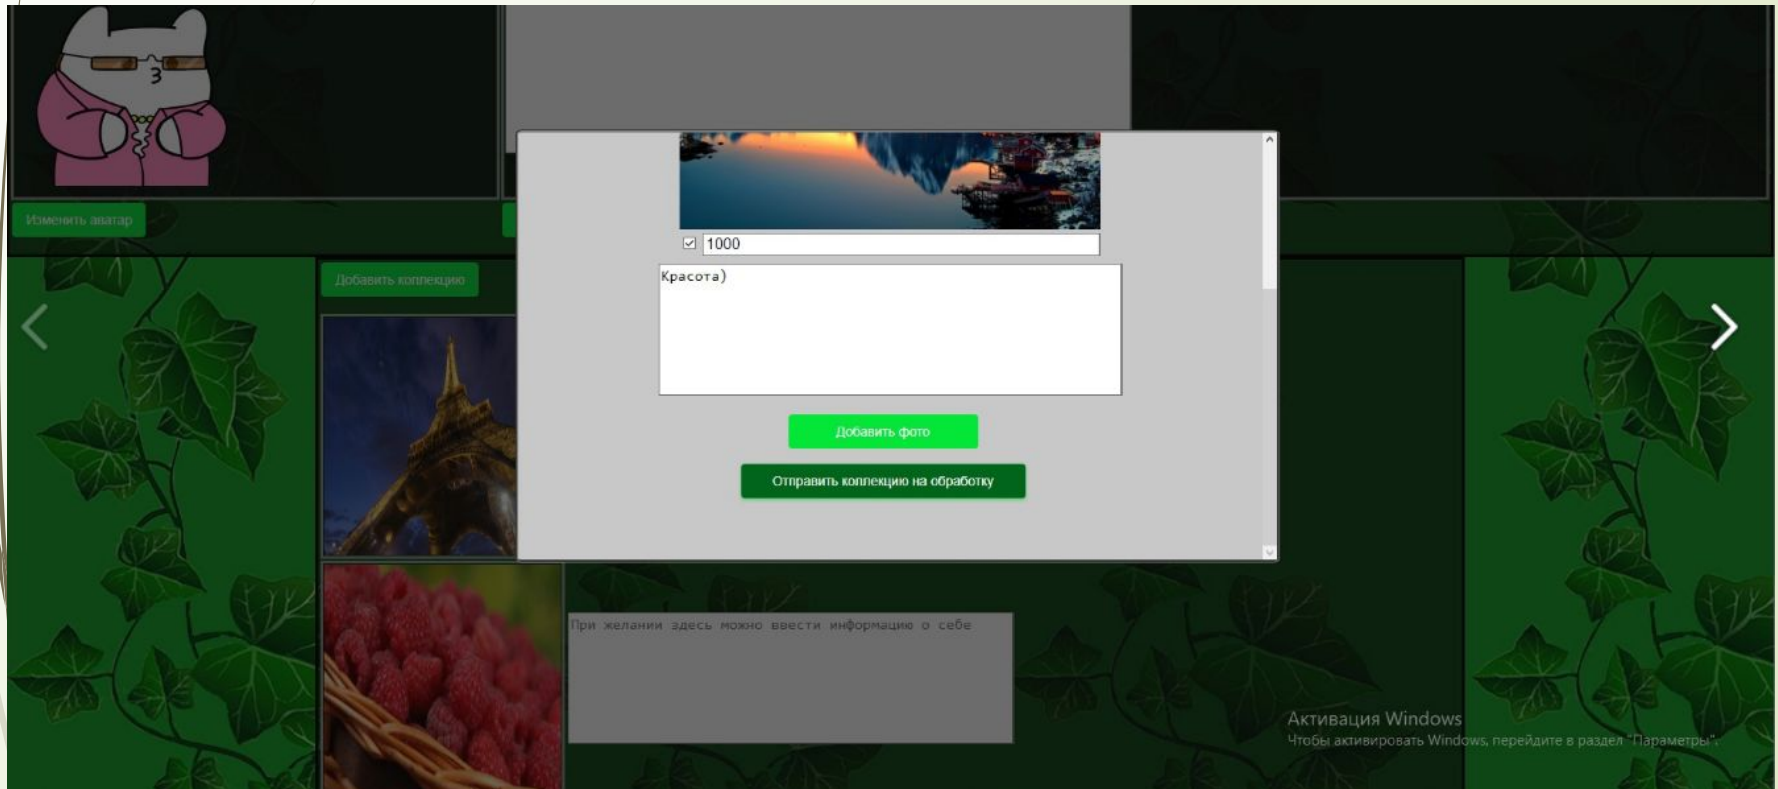 Изменить аватар
1000
Добавить коллекцию
Красота)
Добавить фото
Отправить коллекцию на обработку
При желании здесь можно ввести информацию о себе
Активация Windows
Чтобы активировать Windows, перейдите в раздел "Параметры".